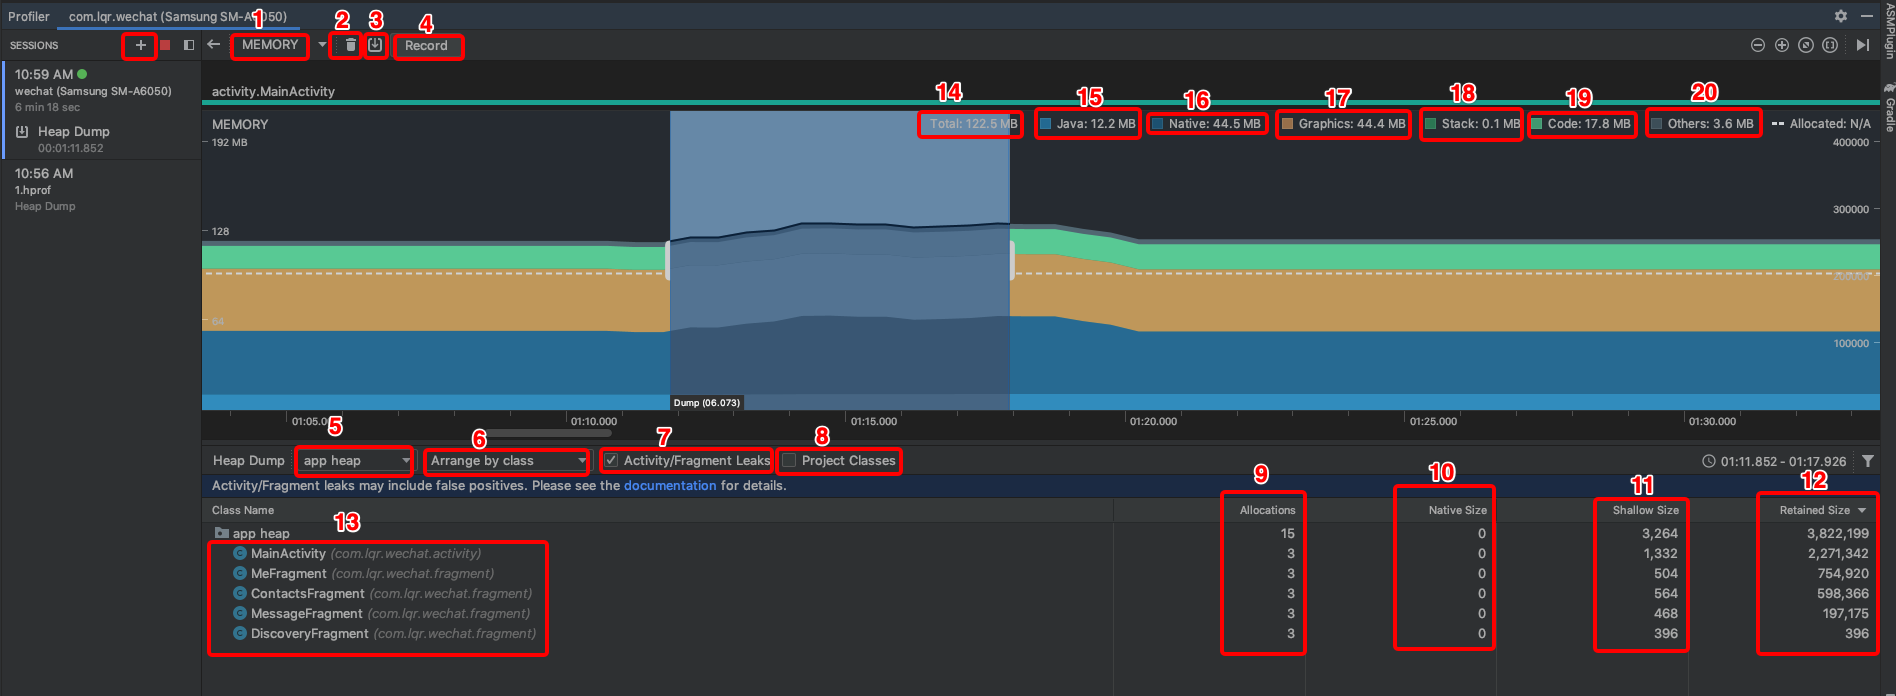 Profiler com.lqr.wechat (Samsung SM-A6050)
1 2 3 4
SESSIONS MEMORY Record
10:59 AM
wechat (Samsung SM-A6050)
6 min 18 sec
Heap Dump
00:01:11.852
10:56 AM
1.hprof
Heap Dump
ASMPlugin
Gradle
activity.MainActivity
14 15 16 17 18 19 20
MEMORY
Total: 122.5 MB Java: 12.2 MB Native: 44.5 MB Graphics: 44.4 MB Stack: 0.1 MB Code: 17.8 MB Others: 3.6 MB Allocated: N/A
192 MB 400000
300000
128
200000
64
100000
Dump (06.073)
01:05.000 01:10.000 01:15.000 01:20.000 01:25.000 01:30.000
5 6 7 8
Heap Dump app heap Arrange by class Activity/Fragment Leaks Project Classes 01:11.852 - 01:17.926
Activity/Fragment leaks may include false positives. Please see the documentation for details.
9 10 11 12
Class Name Allocations Native Size Shallow Size Retained Size
13
app heap 15 0 3,264 3,822,199
MainActivity (com.lqr.wechat.activity) 3 0 1,332 2,271,342
MeFragment (com.lqr.wechat.fragment) 3 0 504 754,920
ContactsFragment (com.lqr.wechat.fragment) 3 0 564 598,366
MessageFragment (com.lqr.wechat.fragment) 3 0 468 197,175
DiscoveryFragment (com.lqr.wechat.fragment) 3 0 396 396